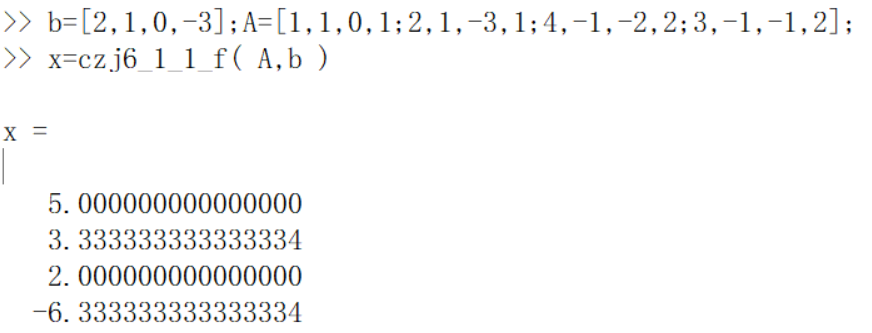 >> b=[2,1,0,-3];A=[1,1,0,1;2,1,-3,1;4,-1,-2,2;3,-1,-1,2];
>> x=czj6_1_1_f( A,b )
x =
5.000000000000000
3.333333333333334
2.000000000000000
-6.333333333333334